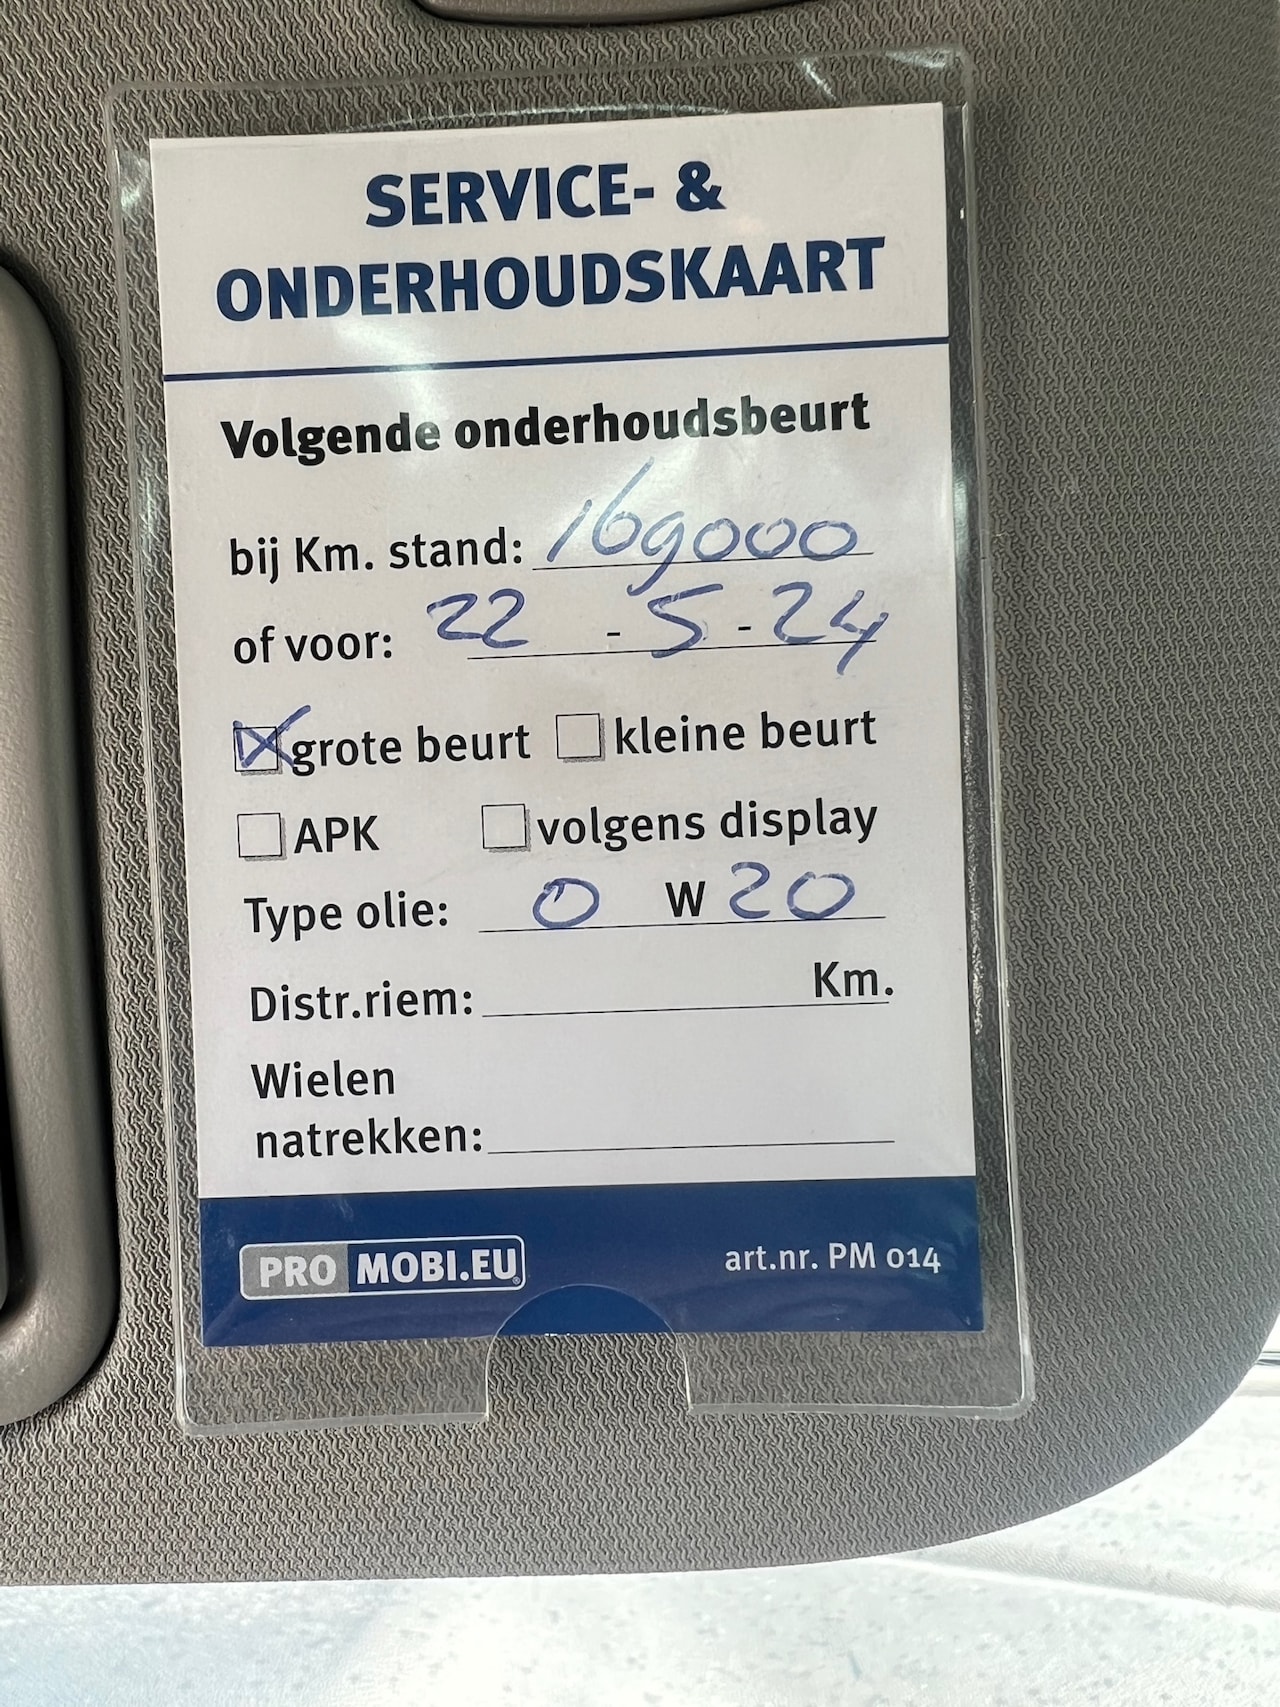 SERVICE- &
ONDERHOUDSKAART
Volgende onderhoudsbeurt
bij Km. stand: 169000
of voor: 22 - 5 - 24
grote beurt kleine beurt
APK volgens display
Type olie: 0 W 20
Distr.riem: Km.
Wielen
natrekken:
PRO MOBI.EU® art.nr. PM 014